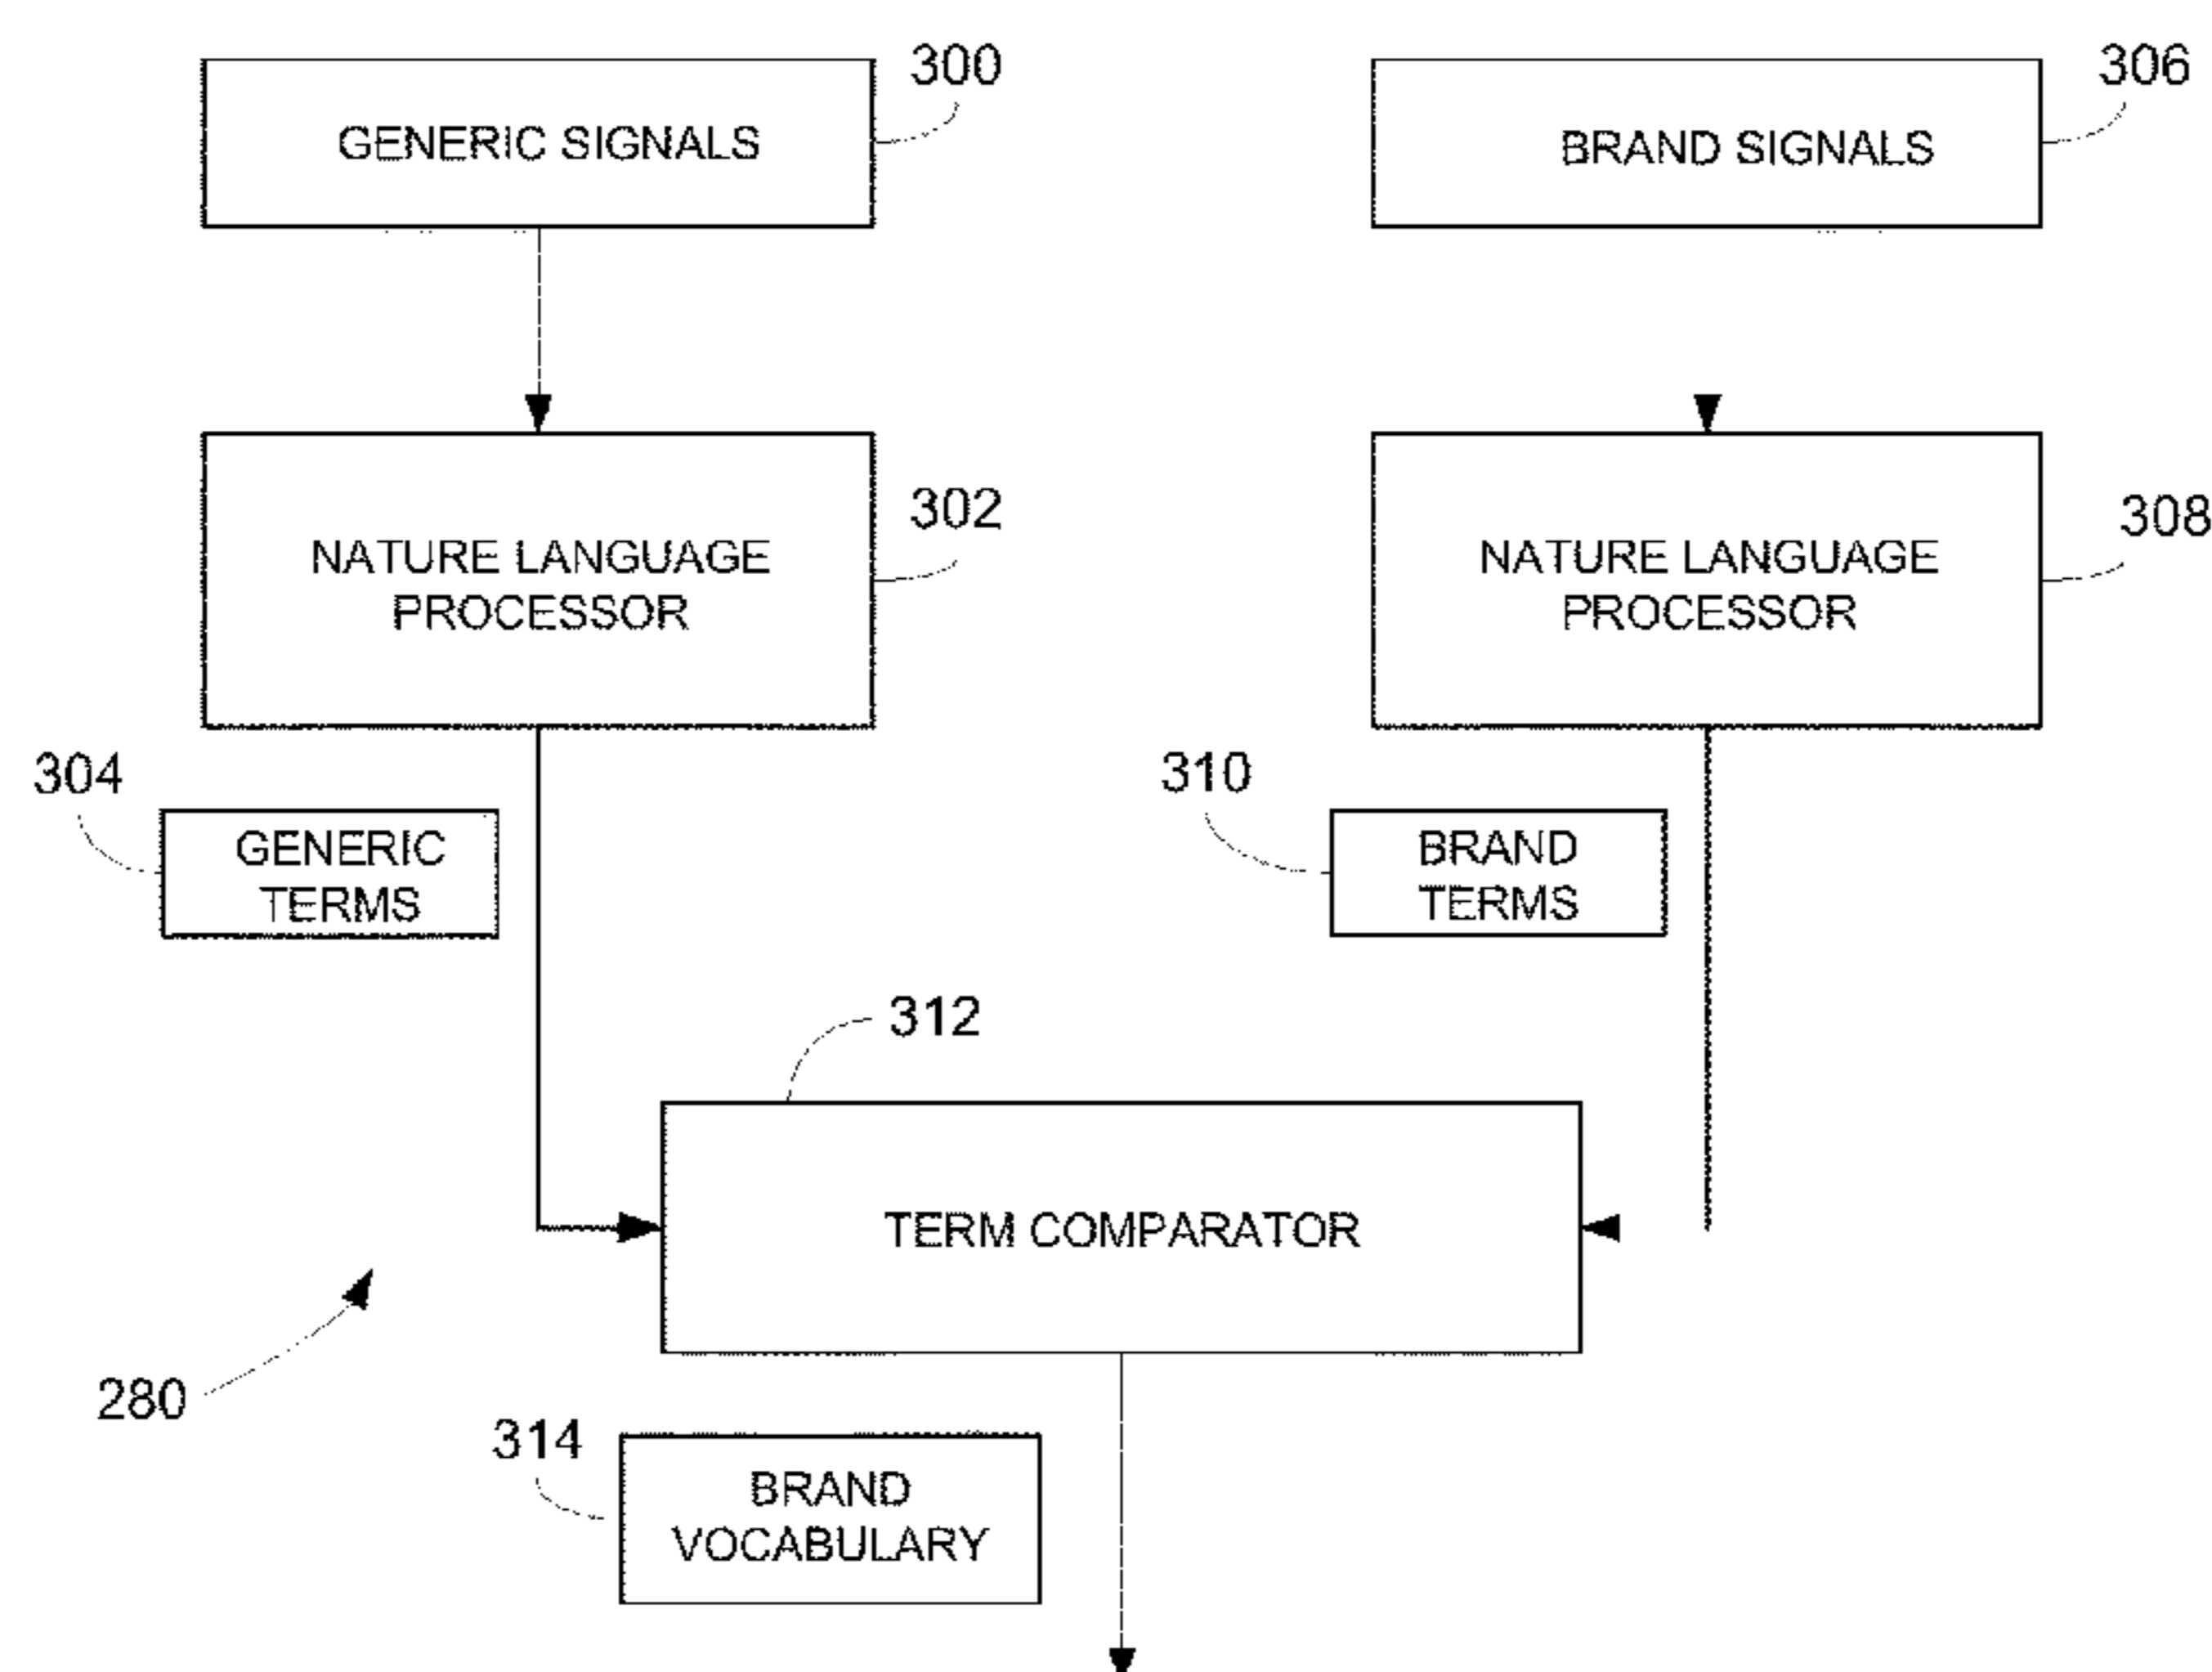 300
GENERIC SIGNALS
306
BRAND SIGNALS
302
NATURE LANGUAGE
PROCESSOR
308
NATURE LANGUAGE
PROCESSOR
304
GENERIC
TERMS
310
BRAND
TERMS
312
TERM COMPARATOR
280
314
BRAND
VOCABULARY